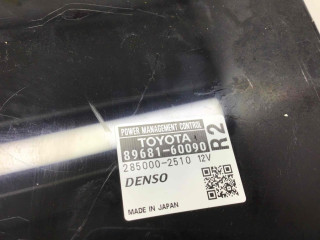 POWER MANAGEMENT CONTROL
TOYOTA
89681-60090
R2
285000-2510 12V
DENSO
MADE IN JAPAN